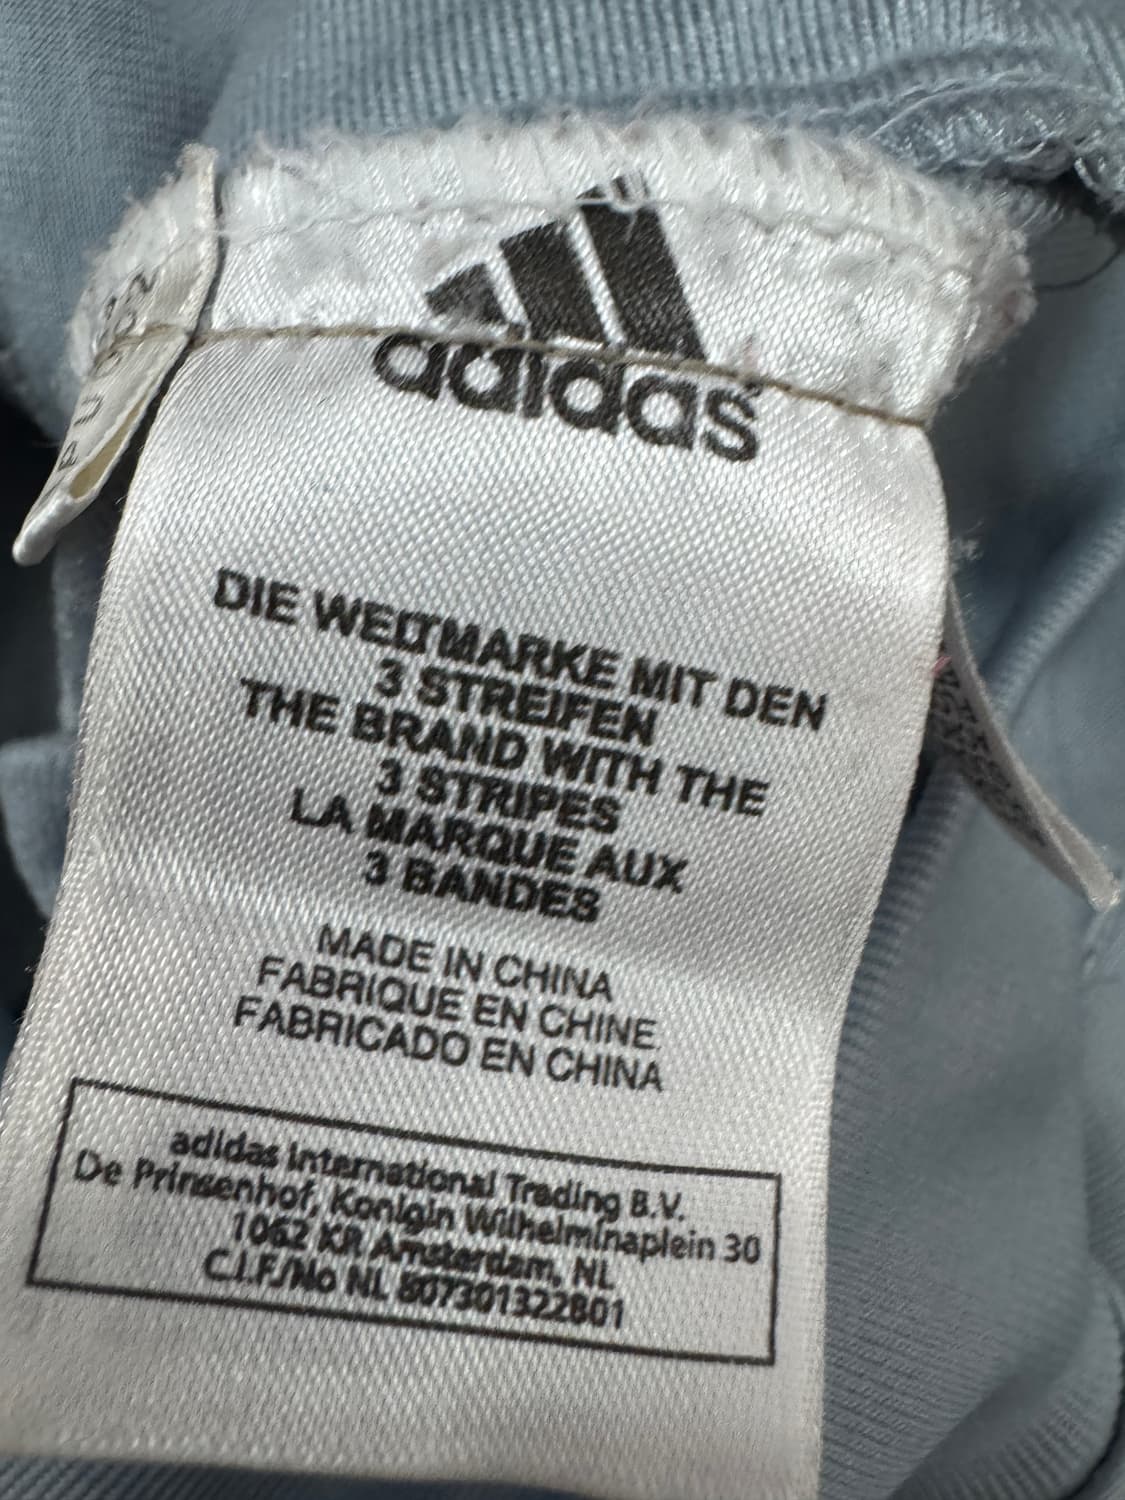 adidas
DIE WELTMARKE MIT DEN
3 STREIFEN
THE BRAND WITH THE
3 STRIPES
LA MARQUE AUX
3 BANDES
MADE IN CHINA
FABRIQUE EN CHINE
FABRICADO EN CHINA
adidas International Trading B.V.
De Prinsenhof, Konigin Wilhelminaplein 30
1062 KR Amsterdam, NL
C.I.F./No NL 807301322B01